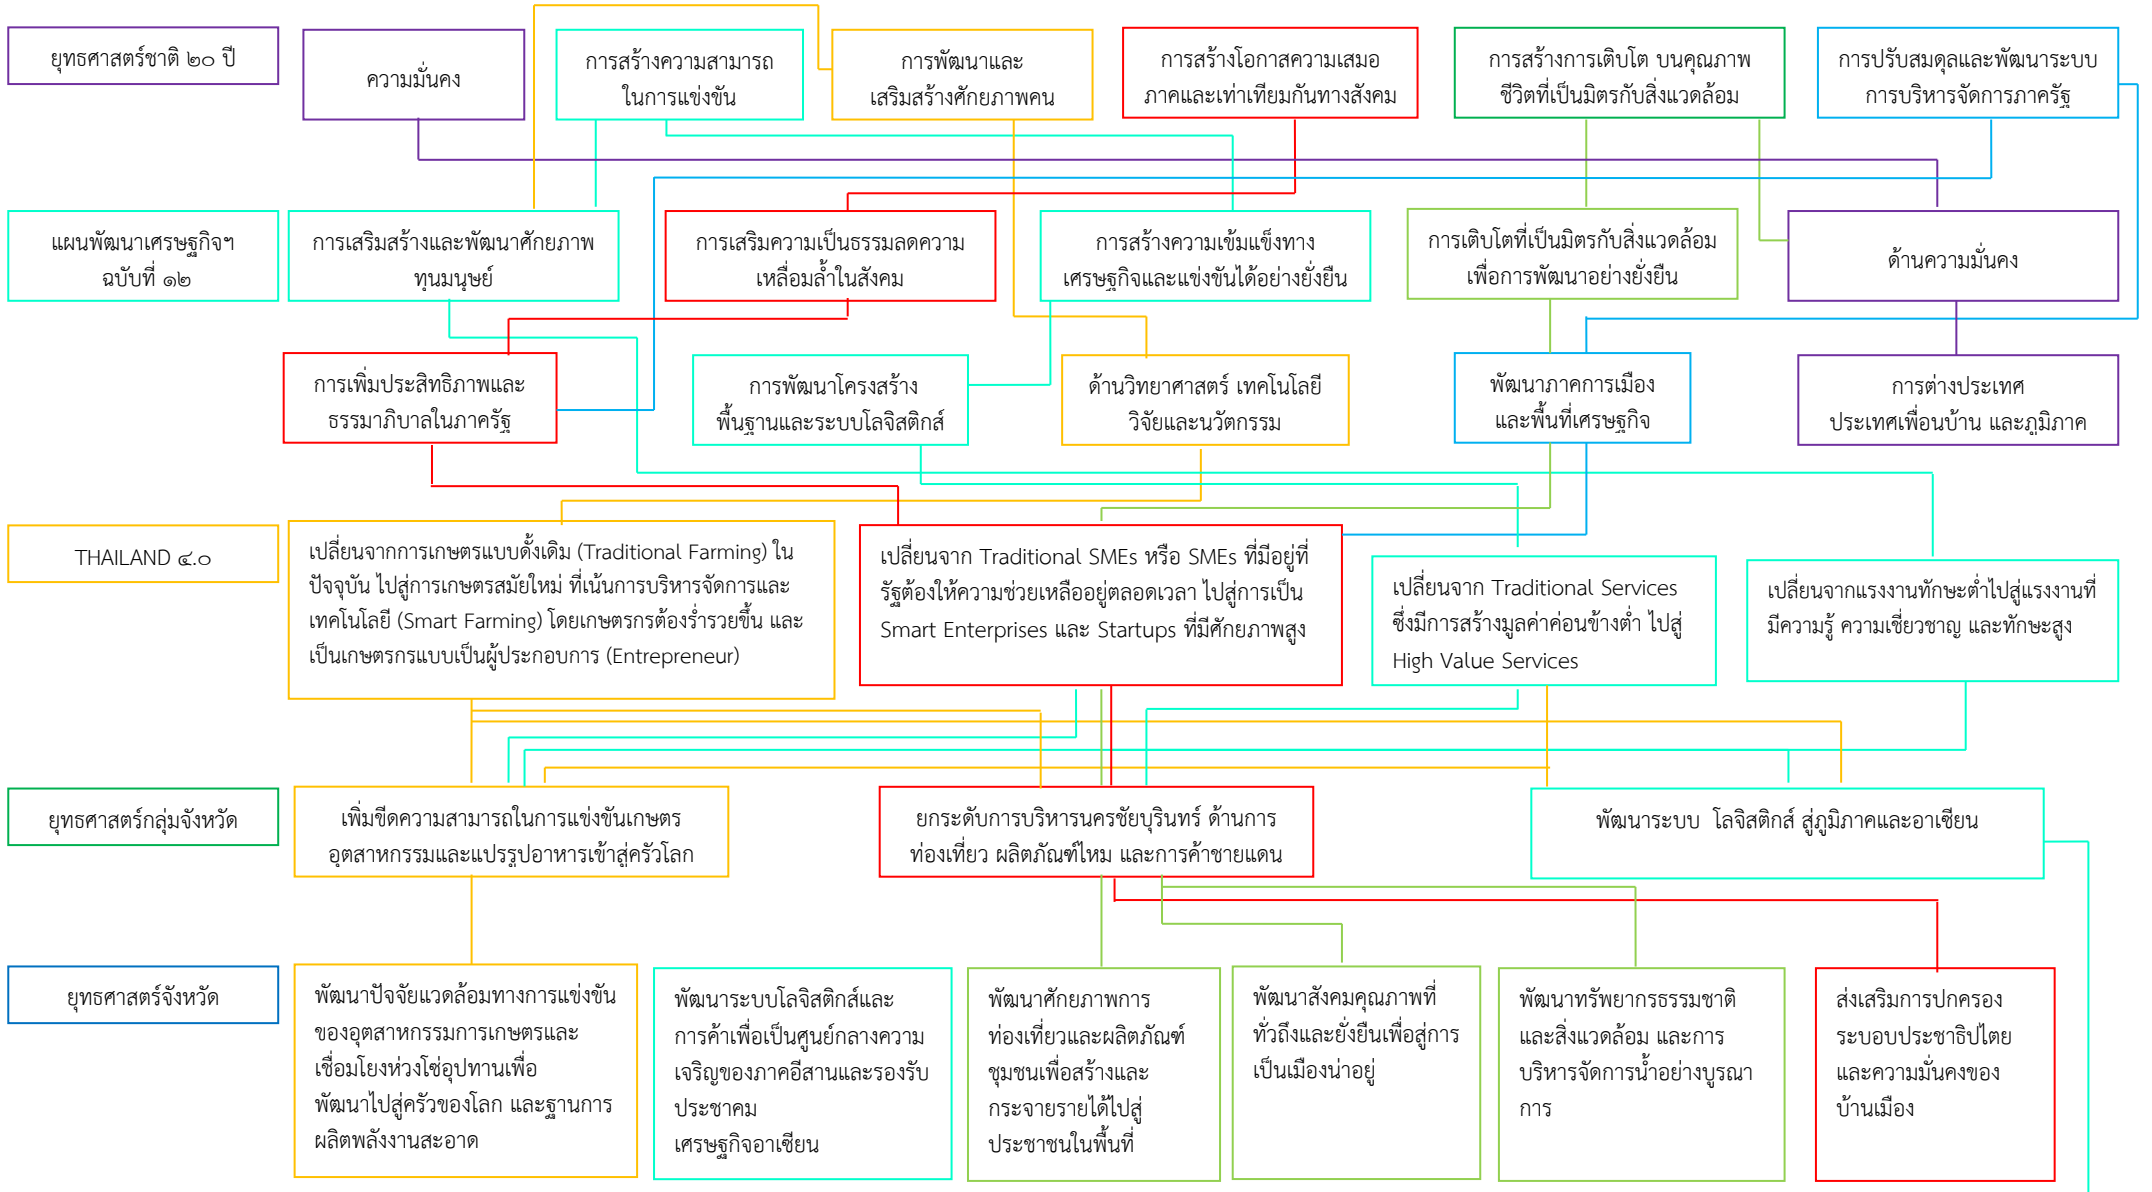 ยุทธศาสตร์ชาติ ๒๐ ปี
ความมั่นคง
การสร้างความสามารถ
ในการแข่งขัน
การพัฒนาและ
เสริมสร้างศักยภาพคน
การสร้างโอกาสความเสมอ
ภาคและเท่าเทียมกันทางสังคม
การสร้างการเติบโต บนคุณภาพ
ชีวิตที่เป็นมิตรกับสิ่งแวดล้อม
การปรับสมดุลและพัฒนาระบบ
การบริหารจัดการภาครัฐ
แผนพัฒนาเศรษฐกิจฯ
ฉบับที่ ๑๒
การเสริมสร้างและพัฒนาศักยภาพ
ทุนมนุษย์
การเสริมความเป็นธรรมลดความ
เหลื่อมล้ำในสังคม
การสร้างความเข้มแข็งทาง
เศรษฐกิจและแข่งขันได้อย่างยั่งยืน
การเติบโตที่เป็นมิตรกับสิ่งแวดล้อม
เพื่อการพัฒนาอย่างยั่งยืน
ด้านความมั่นคง
การเพิ่มประสิทธิภาพและ
ธรรมาภิบาลในภาครัฐ
การพัฒนาโครงสร้าง
พื้นฐานและระบบโลจิสติกส์
ด้านวิทยาศาสตร์ เทคโนโลยี
วิจัยและนวัตกรรม
พัฒนาภาคการเมือง
และพื้นที่เศรษฐกิจ
การต่างประเทศ
ประเทศเพื่อนบ้าน และภูมิภาค
THAILAND ๔.๐
เปลี่ยนจากการเกษตรแบบดั้งเดิม (Traditional Farming) ใน
ปัจจุบัน ไปสู่การเกษตรสมัยใหม่ ที่เน้นการบริหารจัดการและ
เทคโนโลยี (Smart Farming) โดยเกษตรกรต้องร่ำรวยขึ้น และ
เป็นเกษตรกรแบบเป็นผู้ประกอบการ (Entrepreneur)
เปลี่ยนจาก Traditional SMEs หรือ SMEs ที่มีอยู่ที่
รัฐต้องให้ความช่วยเหลืออยู่ตลอดเวลา ไปสู่การเป็น
Smart Enterprises และ Startups ที่มีศักยภาพสูง
เปลี่ยนจาก Traditional Services
ซึ่งมีการสร้างมูลค่าค่อนข้างต่ำ ไปสู่
High Value Services
เปลี่ยนจากแรงงานทักษะต่ำไปสู่แรงงานที่
มีความรู้ ความเชี่ยวชาญ และทักษะสูง
ยุทธศาสตร์กลุ่มจังหวัด
เพิ่มขีดความสามารถในการแข่งขันเกษตร
อุตสาหกรรมและแปรรูปอาหารเข้าสู่ครัวโลก
ยกระดับการบริหารนครชัยบุรินทร์ ด้านการ
ท่องเที่ยว ผลิตภัณฑ์ไหม และการค้าชายแดน
พัฒนาระบบ โลจิสติกส์ สู่ภูมิภาคและอาเซียน
ยุทธศาสตร์จังหวัด
พัฒนาปัจจัยแวดล้อมทางการแข่งขัน
ของอุตสาหกรรมการเกษตรและ
เชื่อมโยงห่วงโซ่อุปทานเพื่อ
พัฒนาไปสู่ครัวของโลก และฐานการ
ผลิตพลังงานสะอาด
พัฒนาระบบโลจิสติกส์และ
การค้าเพื่อเป็นศูนย์กลางความ
เจริญของภาคอีสานและรองรับ
ประชาคม
เศรษฐกิจอาเซียน
พัฒนาศักยภาพการ
ท่องเที่ยวและผลิตภัณฑ์
ชุมชนเพื่อสร้างและ
กระจายรายได้ไปสู่
ประชาชนในพื้นที่
พัฒนาสังคมคุณภาพที่
ทั่วถึงและยั่งยืนเพื่อสู่การ
เป็นเมืองน่าอยู่
พัฒนาทรัพยากรธรรมชาติ
และสิ่งแวดล้อม และการ
บริหารจัดการน้ำอย่างบูรณา
การ
ส่งเสริมการปกครอง
ระบอบประชาธิปไตย
และความมั่นคงของ
บ้านเมือง